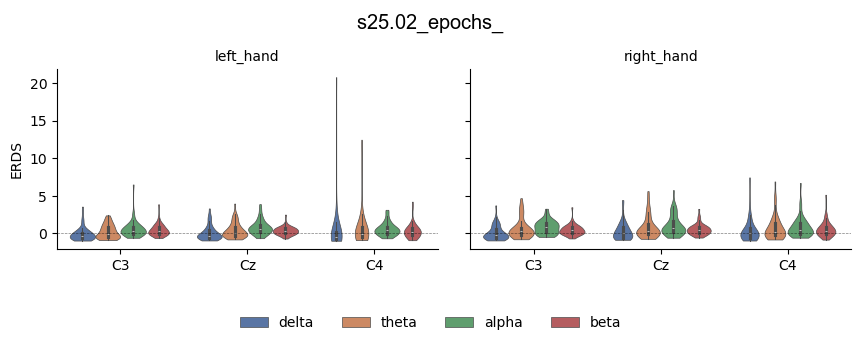 s25.02_epochs_
left_hand
right_hand
ERDS
20
15
10
5
0
C3
Cz
C4
C3
Cz
C4
delta
theta
alpha
beta